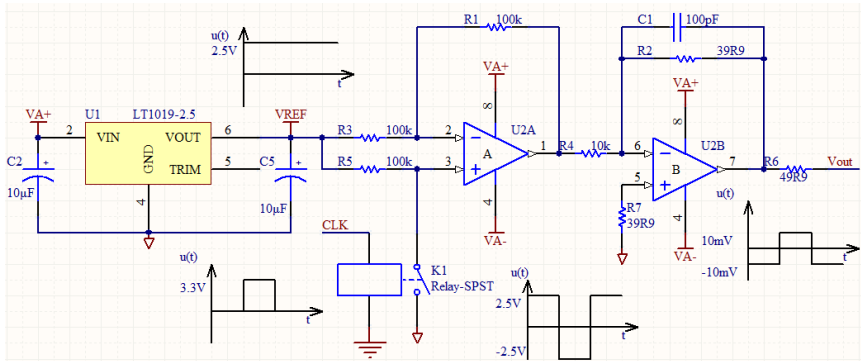 u(t)
2.5V
t
R1 100k
C1 100pF
R2 39R9
VA+
U1 LT1019-2.5
2 VIN VOUT 6
TRIM 5
GND
4
C2
+
10µF
VREF
C5
+
10µF
R3 100k
R5 100k
VA+
8
2
3
A
U2A
1
4
VA-
R4 10k
VA+
8
6
5
B
U2B
7
4
VA-
R6
49R9
Vout
R7
39R9
CLK
K1
Relay-SPST
u(t)
3.3V
t
u(t)
2.5V
-2.5V
t
u(t)
10mV
-10mV
t